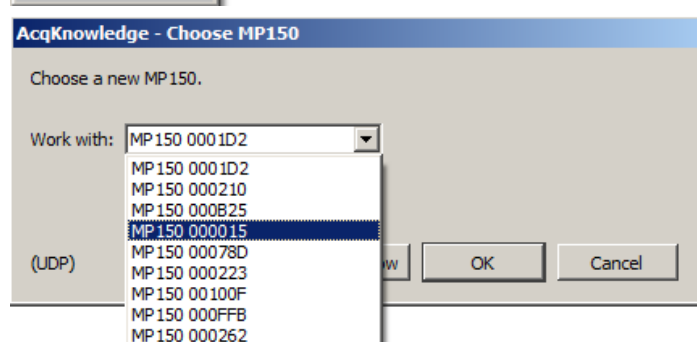 AcqKnowledge - Choose MP150
Choose a new MP150.
Work with: MP150 0001D2
MP150 0001D2
MP150 000210
MP150 000B25
MP150 000015
MP150 00078D
MP150 000223
MP150 00100F
MP150 000FFB
MP150 000262
(UDP)
OK
Cancel